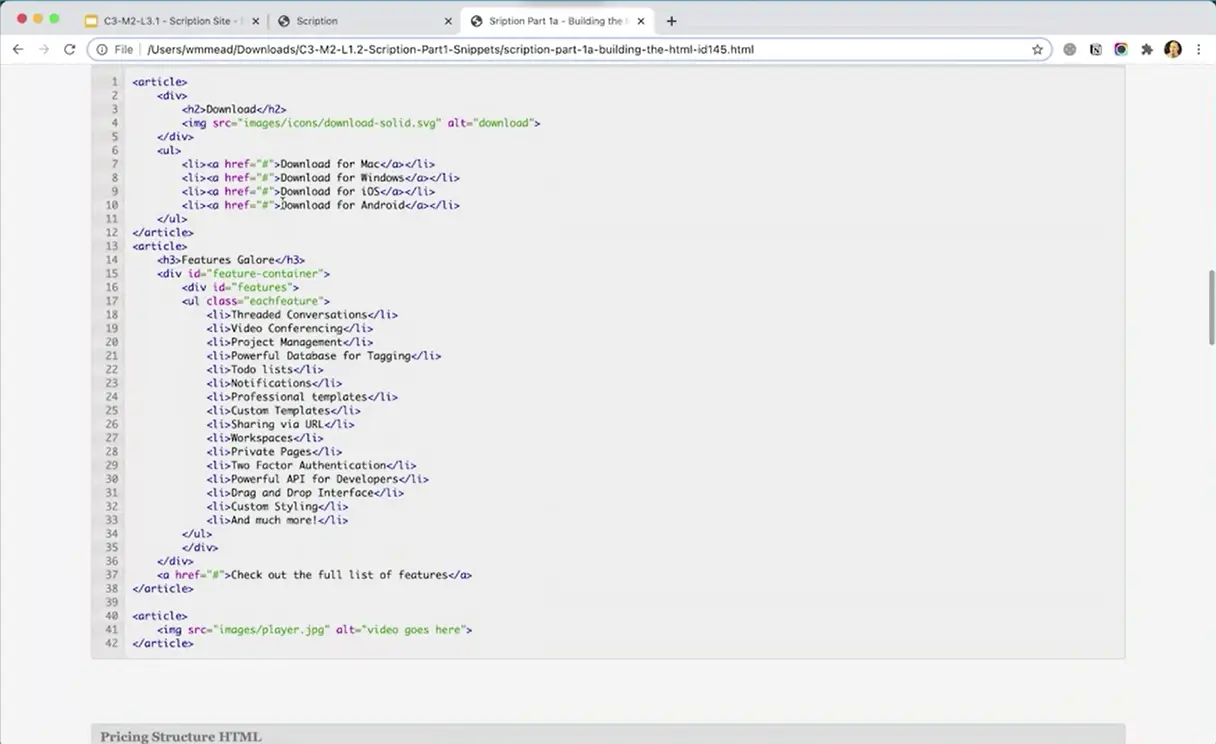 C3-M2-L3.1 - Scription Site -
Scription
Sription Part 1a - Building the
File
/Users/wmmead/Downloads/C3-M2-L1.2-Scription-Part1-Snippets/scription-part-1a-building-the-html-id145.html
1 <article>
2 <div>
3 <h2>Download</h2>
4 <img src="images/icons/download-solid.svg" alt="download">
5 </div>
6 <ul>
7 <li><a href="#">Download for Mac</a></li>
8 <li><a href="#">Download for Windows</a></li>
9 <li><a href="#">Download for iOS</a></li>
10 <li><a href="#">Download for Android</a></li>
11 </ul>
12 </article>
13 <article>
14 <h3>Features Galore</h3>
15 <div id="feature-container">
16 <div id="features">
17 <ul class="eachfeature">
18 <li>Threaded Conversations</li>
19 <li>Video Conferencing</li>
20 <li>Project Management</li>
21 <li>Powerful Database for Tagging</li>
22 <li>Todo lists</li>
23 <li>Notifications</li>
24 <li>Professional templates</li>
25 <li>Custom Templates</li>
26 <li>Sharing via URL</li>
27 <li>Workspaces</li>
28 <li>Private Pages</li>
29 <li>Two Factor Authentication</li>
30 <li>Powerful API for Developers</li>
31 <li>Drag and Drop Interface</li>
32 <li>Custom Styling</li>
33 <li>And much more!</li>
34 </ul>
35 </div>
36 </div>
37 <a href="#">Check out the full list of features</a>
38 </article>
39
40 <article>
41 <img src="images/player.jpg" alt="video goes here">
42 </article>
Pricing Structure HTML